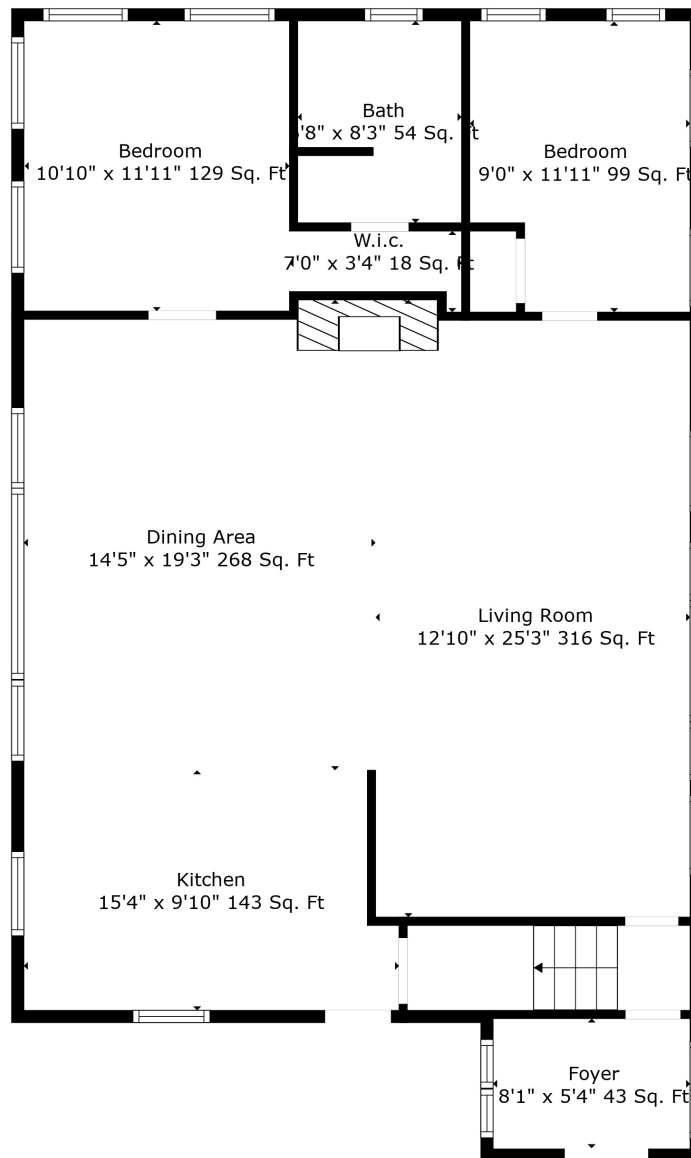 Bath
6'8" x 8'3" 54 Sq. Ft
Bedroom
10'10" x 11'11" 129 Sq. Ft
Bedroom
9'0" x 11'11" 99 Sq. Ft
W.i.c.
7'0" x 3'4" 18 Sq. Ft
Dining Area
14'5" x 19'3" 268 Sq. Ft
Living Room
12'10" x 25'3" 316 Sq. Ft
Kitchen
15'4" x 9'10" 143 Sq. Ft
Foyer
8'1" x 5'4" 43 Sq. Ft